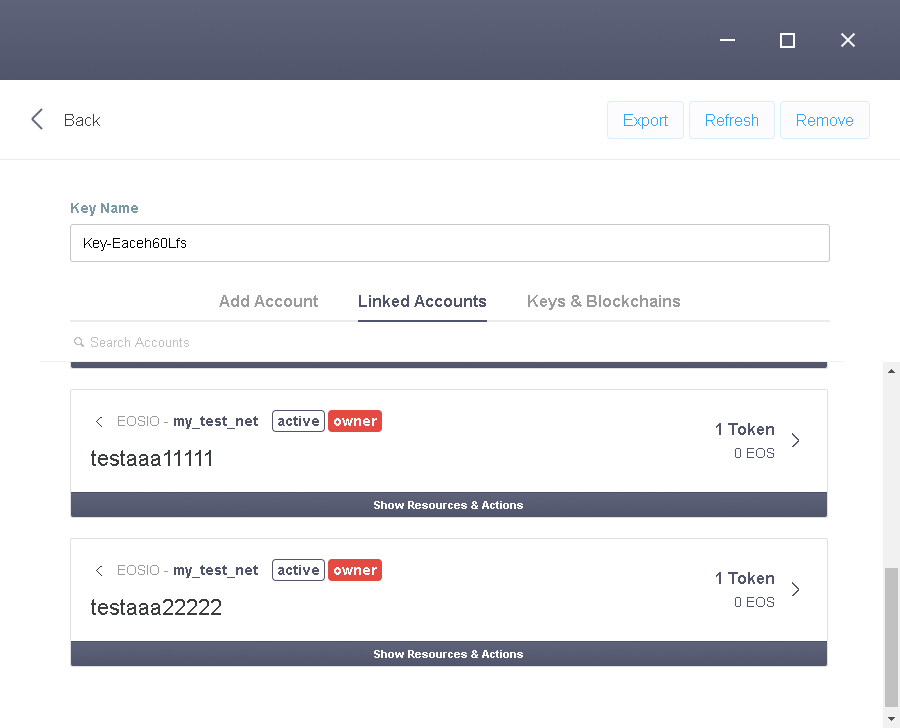 Back
Export Refresh Remove
Key Name
Key-Eaceh60Lfs
Add Account Linked Accounts Keys & Blockchains
Search Accounts
EOSIO - my_test_net active owner
1 Token
testaaa11111
0 EOS
Show Resources & Actions
EOSIO - my_test_net active owner
1 Token
testaaa22222
0 EOS
Show Resources & Actions